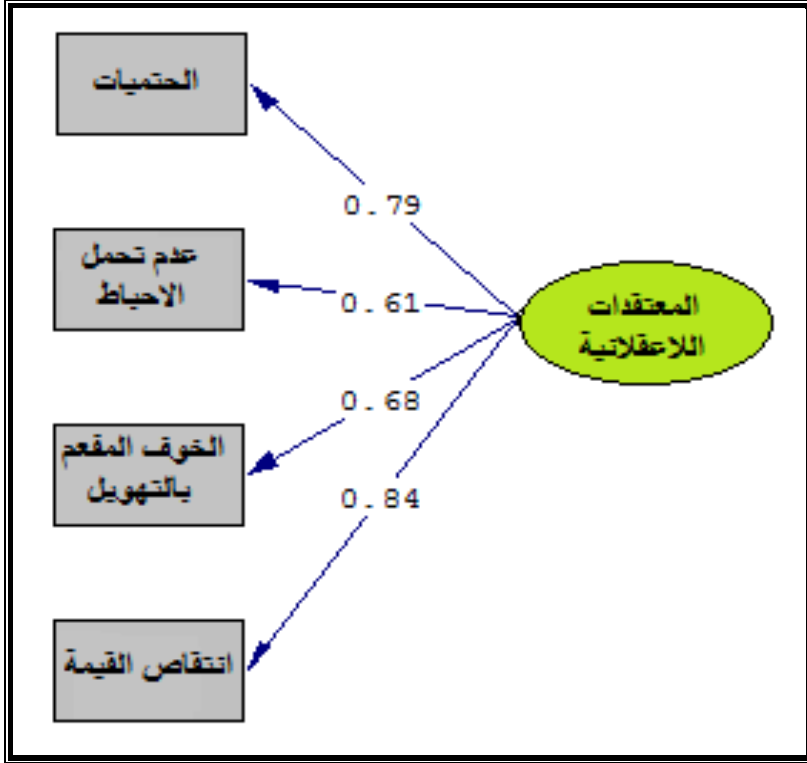 الحتميات
0.79
عدم تحمل
الاحباط
0.61
المعتقدات
اللاعقلانية
0.68
الخوف المفعم
بالتهويل
0.84
انتقاص القيمة